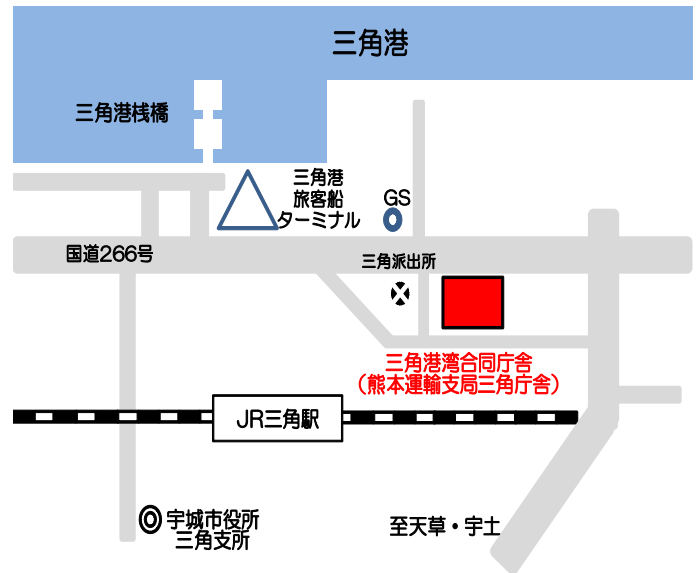 三角港
三角港桟橋
三角港
旅客船
ターミナル
GS
国道266号
三角派出所
三角港湾合同庁舎
（熊本運輸支局三角庁舎）
JR三角駅
宇城市役所
三角支所
至天草・宇土